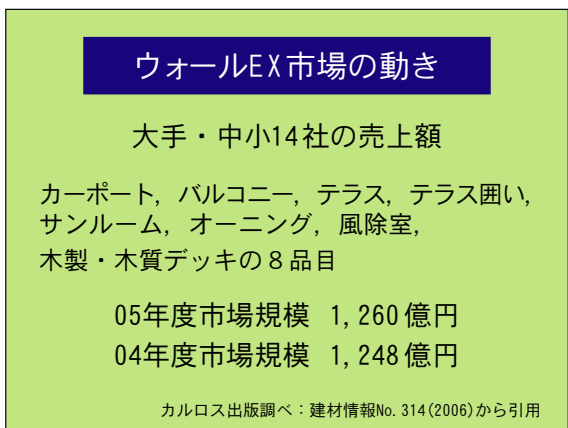 ウォールEX市場の動き
大手・中小14社の売上額
カーポート, バルコニー, テラス, テラス囲い,
サンルーム, オーニング, 風除室,
木製・木質デッキの８品目
05年度市場規模 1,260億円
04年度市場規模 1,248億円
カルロス出版調べ：建材情報No.314(2006)から引用